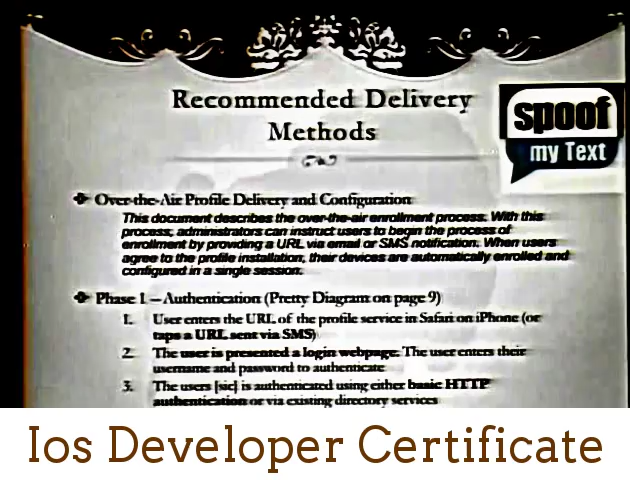 Recommended Delivery
Methods
spoof
my Text
Over-the-Air Profile Delivery and Configuration
This document describes the over-the-air enrollment process. With this
process, administrators can instruct users to begin the process of
enrollment by providing a URL via email or SMS notification. When users
agree to the profile installation, their devices are automatically enrolled and
configured in a single session.
Phase 1 – Authentication (Pretty Diagram on page 9)
1. User enters the URL of the profile service in Safari on iPhone (or
taps a URL sent via SMS)
2. The user is presented a login webpage. The user enters their
username and password to authenticate
3. The users [sic] is authenticated using either basic HTTP
authentication or via existing directory services
Ios Developer Certificate